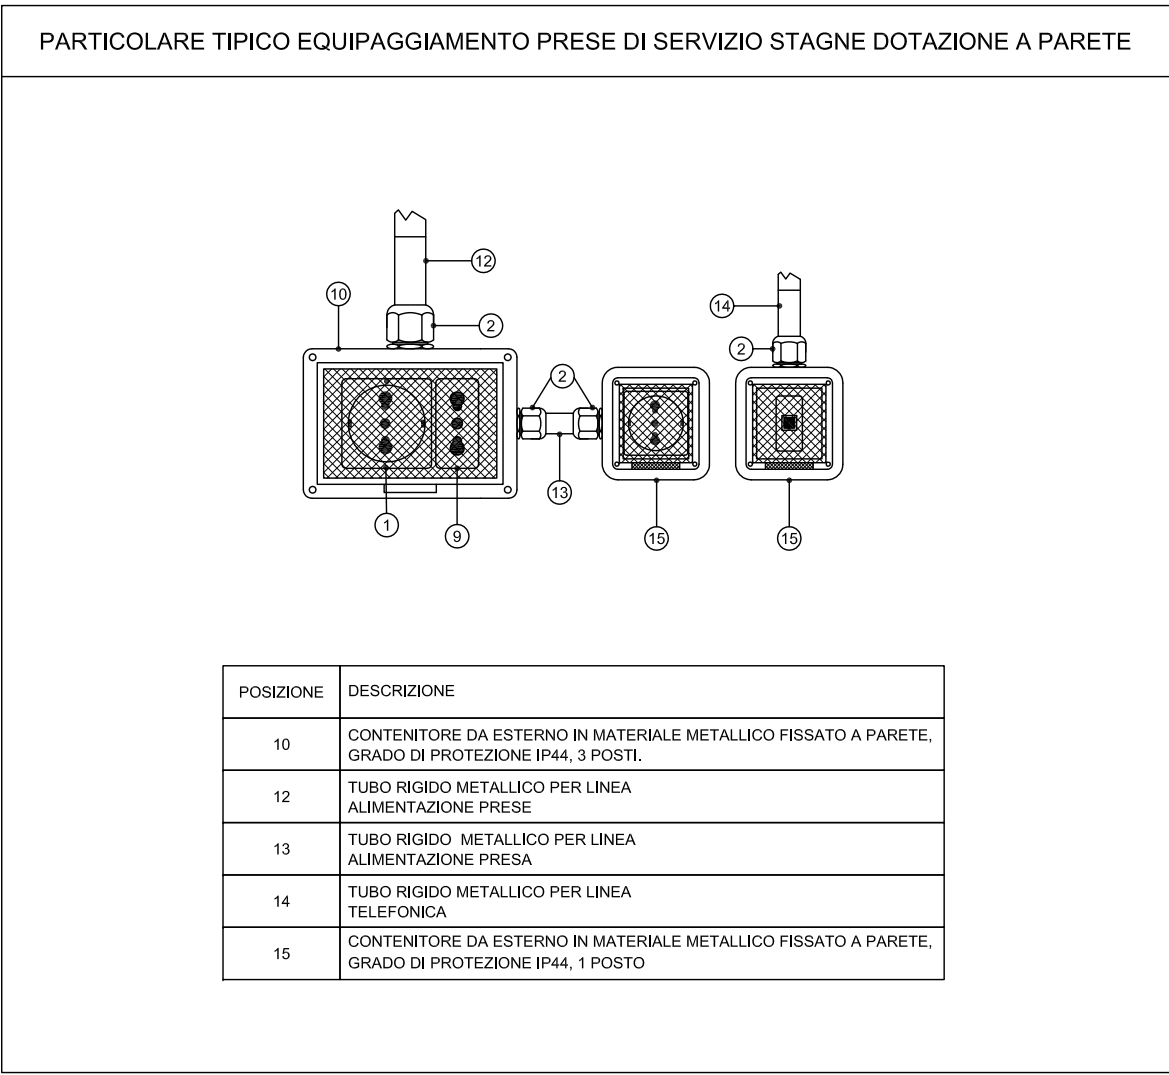 PARTICOLARE TIPICO EQUIPAGGIAMENTO PRESE DI SERVIZIO STAGNE DOTAZIONE A PARETE
12
10
2
14
2
2
13
1
9
15
15
POSIZIONE DESCRIZIONE
10 CONTENITORE DA ESTERNO IN MATERIALE METALLICO FISSATO A PARETE,
GRADO DI PROTEZIONE IP44, 3 POSTI.
12 TUBO RIGIDO METALLICO PER LINEA
ALIMENTAZIONE PRESE
13 TUBO RIGIDO METALLICO PER LINEA
ALIMENTAZIONE PRESA
14 TUBO RIGIDO METALLICO PER LINEA
TELEFONICA
15 CONTENITORE DA ESTERNO IN MATERIALE METALLICO FISSATO A PARETE,
GRADO DI PROTEZIONE IP44, 1 POSTO